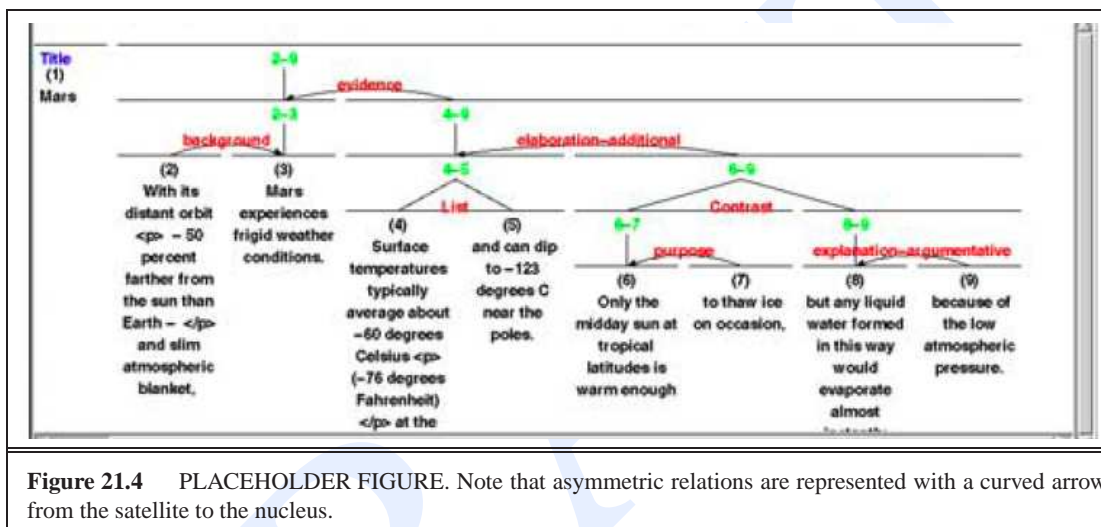 Title
(1)
Mars
2-9
evidence
2-3
4-9
background
elaboration-additional
(2)
With its
distant orbit
<p> - 50
percent
farther from
the sun than
Earth - </p>
and slim
atmospheric
blanket,
(3)
Mars
experiences
frigid weather
conditions.
4-5
6-9
List
Contrast
(4)
Surface
temperatures
typically
average about
-60 degrees
Celsius <p>
(-76 degrees
Fahrenheit)
</p> at the
(5)
and can dip
to -123
degrees C
near the
poles.
6-7
8-9
purpose
explanation-argumentative
(6)
Only the
midday sun at
tropical
latitudes is
warm enough
(7)
to thaw ice
on occasion,
(8)
but any liquid
water formed
in this way
would
evaporate
almost
(9)
because of
the low
atmospheric
pressure.
Figure 21.4 PLACEHOLDER FIGURE. Note that asymmetric relations are represented with a curved arrow
from the satellite to the nucleus.